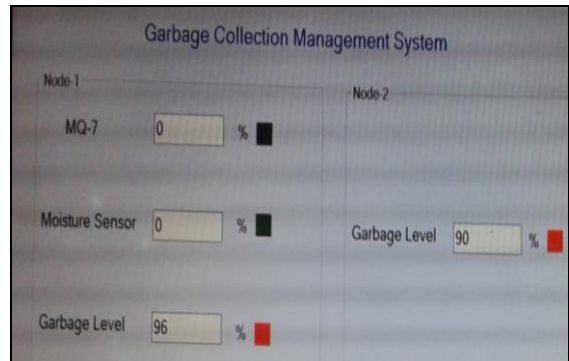 Garbage Collection Management System
Node-1
MQ-7 0 %
Moisture Sensor 0 %
Garbage Level 96 %
Node-2
Garbage Level 90 %